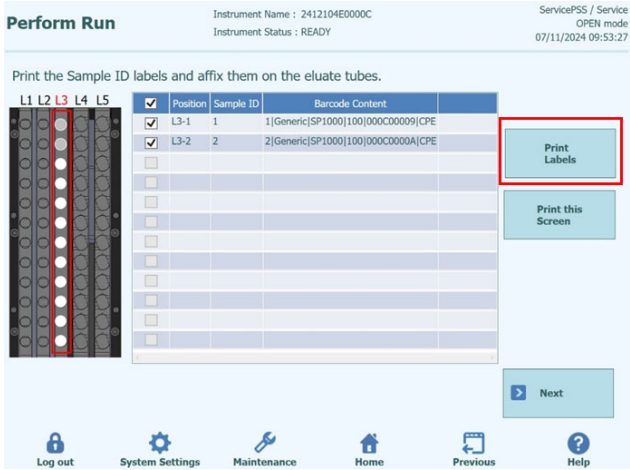 Perform Run
Instrument Name : 2412104E0000C
Instrument Status : READY
ServicePSS / Service
OPEN mode
07/11/2024 09:53:27
Print the Sample ID labels and affix them on the eluate tubes.
L1 L2 L3 L4 L5
Position Sample ID Barcode Content
L3-1 1 1|Generic|SP1000|100|000C00009|CPE
L3-2 2 2|Generic|SP1000|100|000C0000A|CPE
Print
Labels
Print this
Screen
Next
Log out System Settings Maintenance Home Previous Help